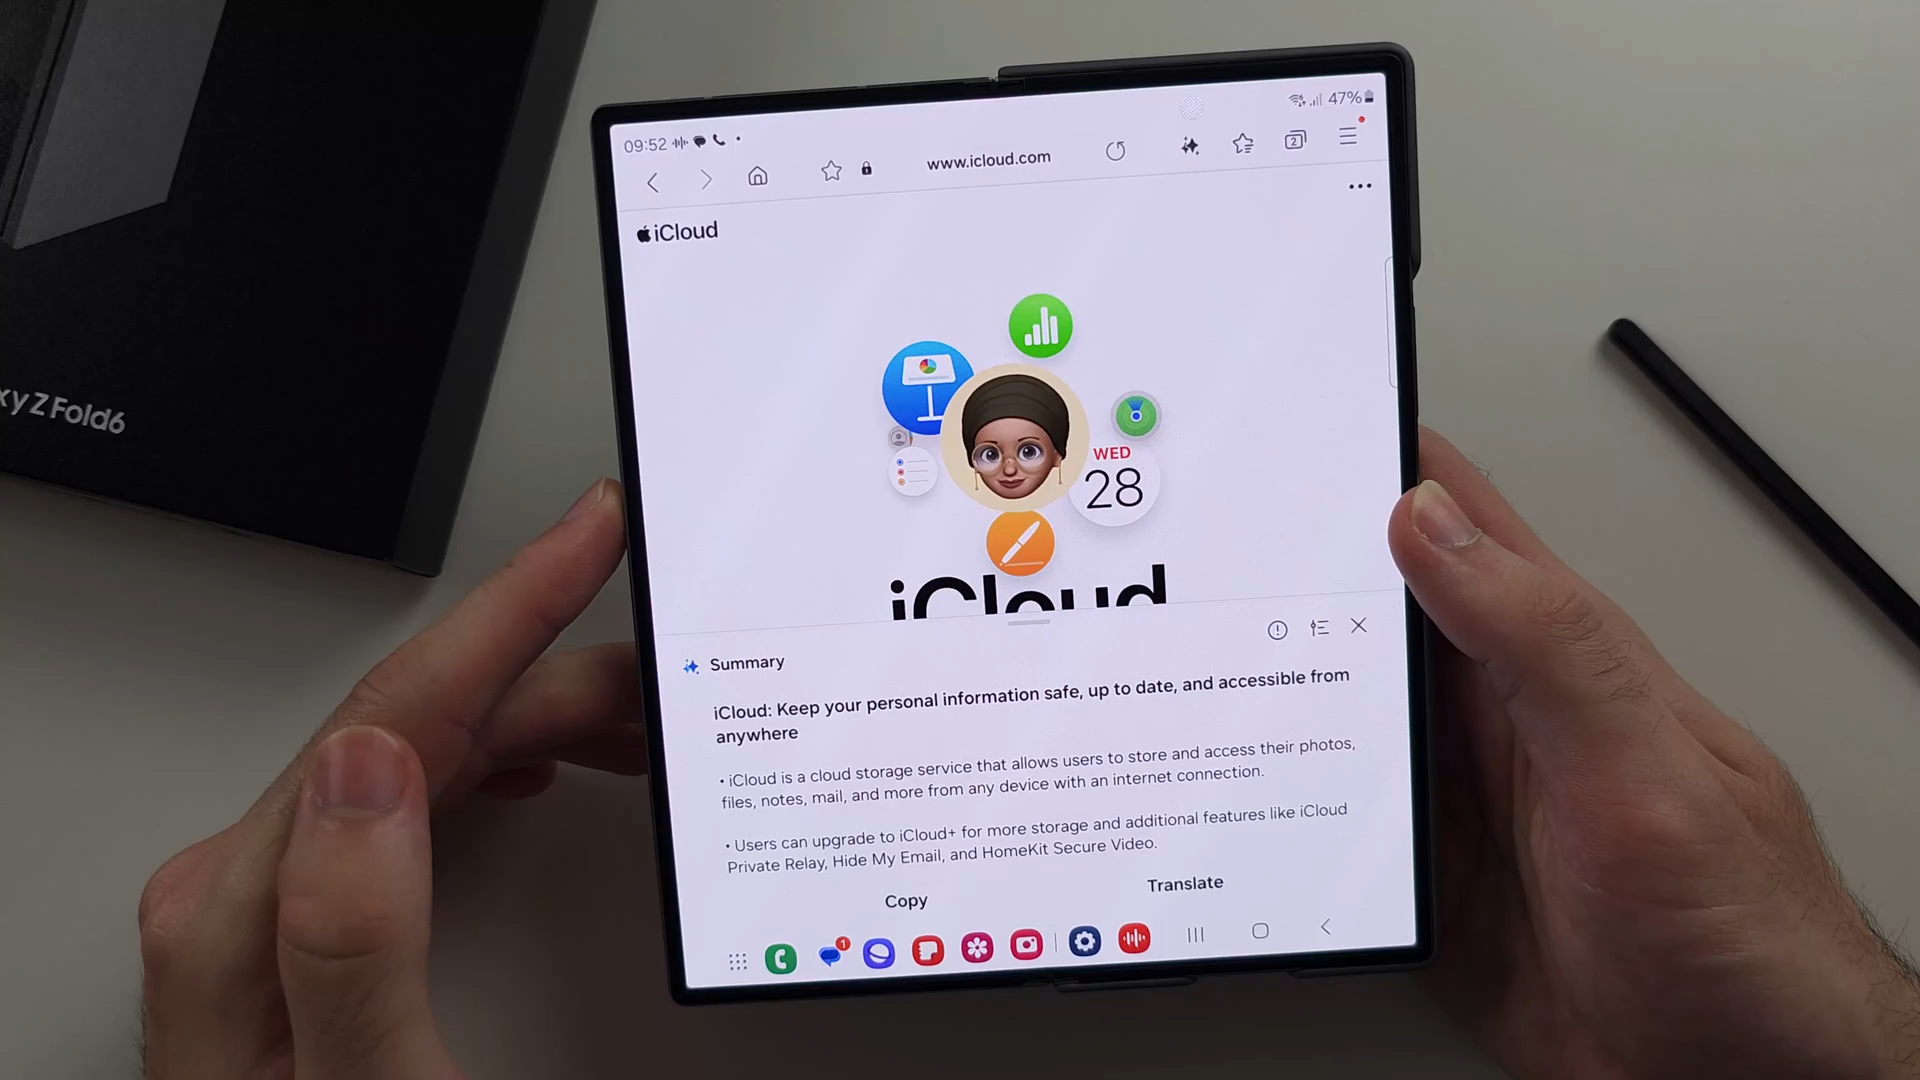 xy Z Fold6
09:52
47%
www.icloud.com
2
iCloud
WED
28
iCloud
Summary
iCloud: Keep your personal information safe, up to date, and accessible from
anywhere
• iCloud is a cloud storage service that allows users to store and access their photos,
files, notes, mail, and more from any device with an internet connection.
• Users can upgrade to iCloud+ for more storage and additional features like iCloud
Private Relay, Hide My Email, and HomeKit Secure Video.
Copy
Translate
1